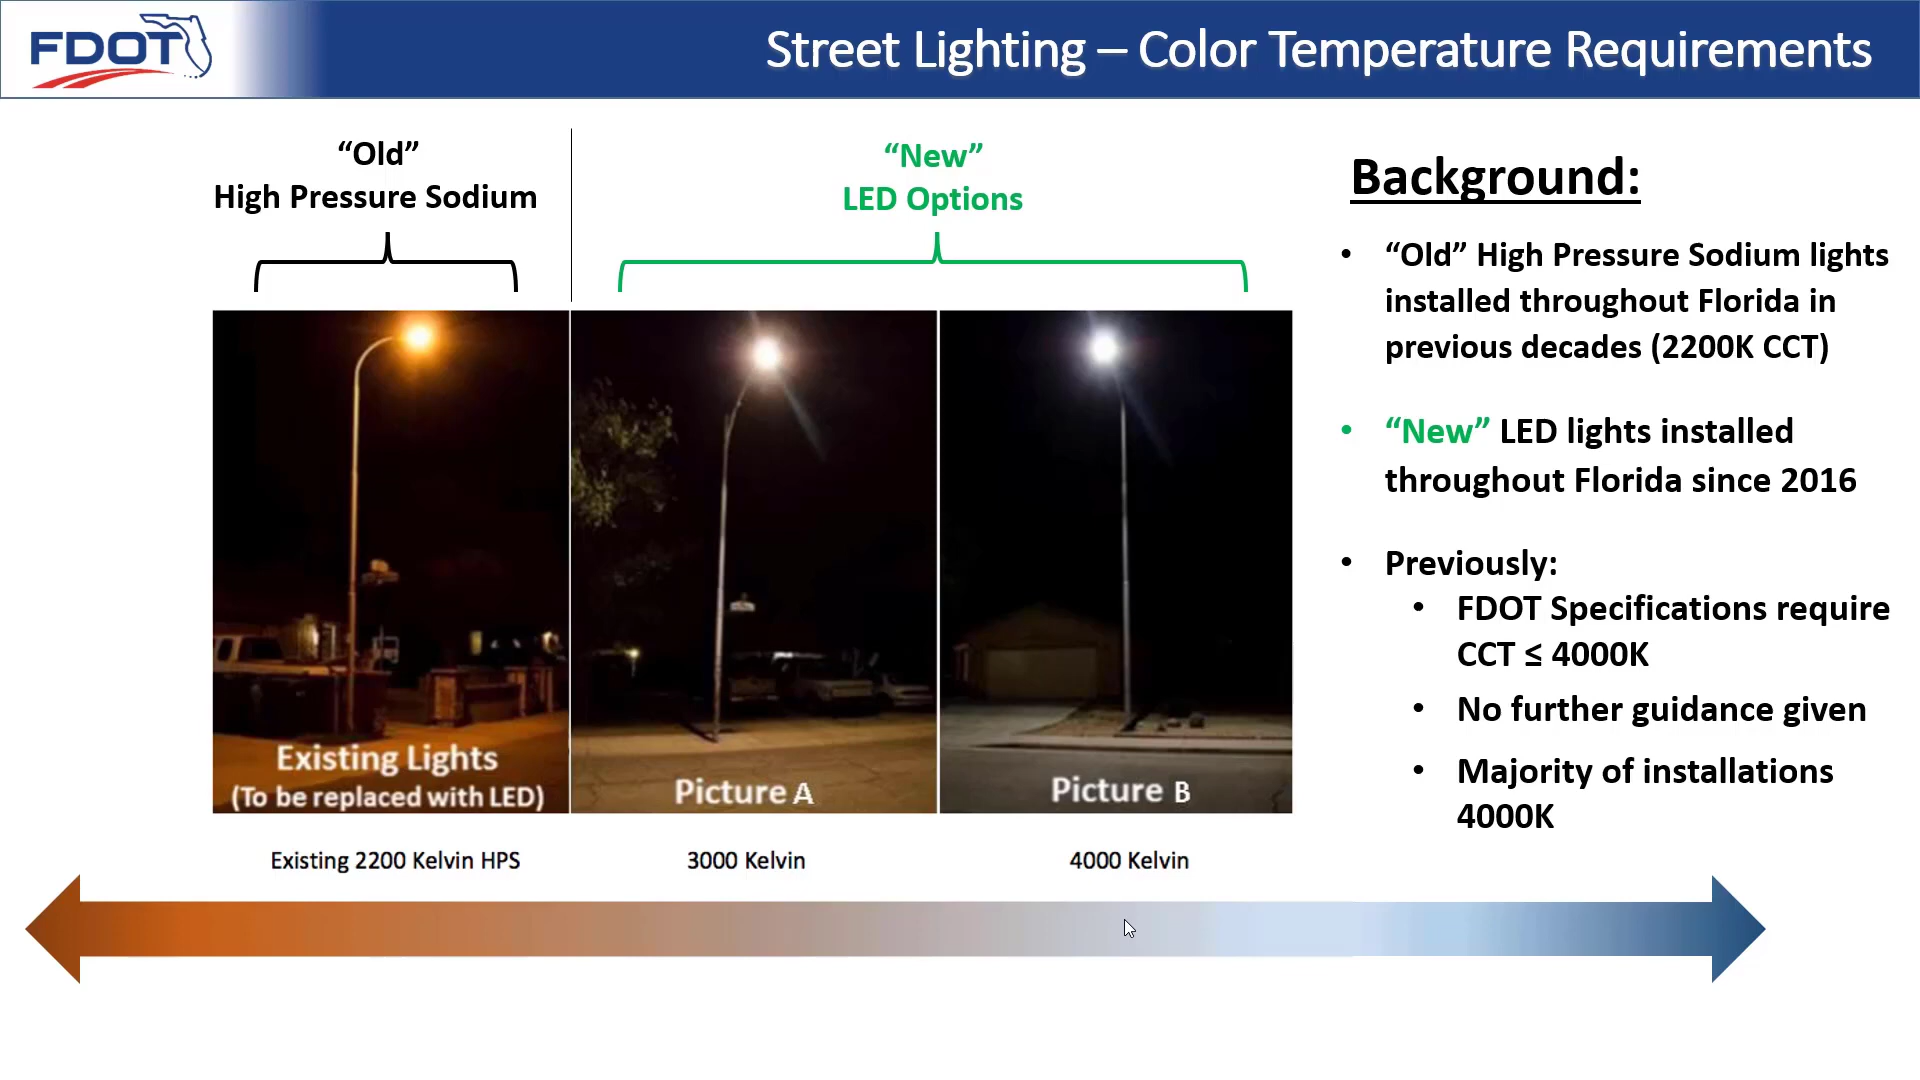 FDOT
Street Lighting – Color Temperature Requirements
“Old”
High Pressure Sodium
“New”
LED Options
Existing Lights
(To be replaced with LED)
Picture A
Picture B
Existing 2200 Kelvin HPS
3000 Kelvin
4000 Kelvin
Background:
• “Old” High Pressure Sodium lights
installed throughout Florida in
previous decades (2200K CCT)
• “New” LED lights installed
throughout Florida since 2016
• Previously:
• FDOT Specifications require
CCT ≤ 4000K
• No further guidance given
• Majority of installations
4000K